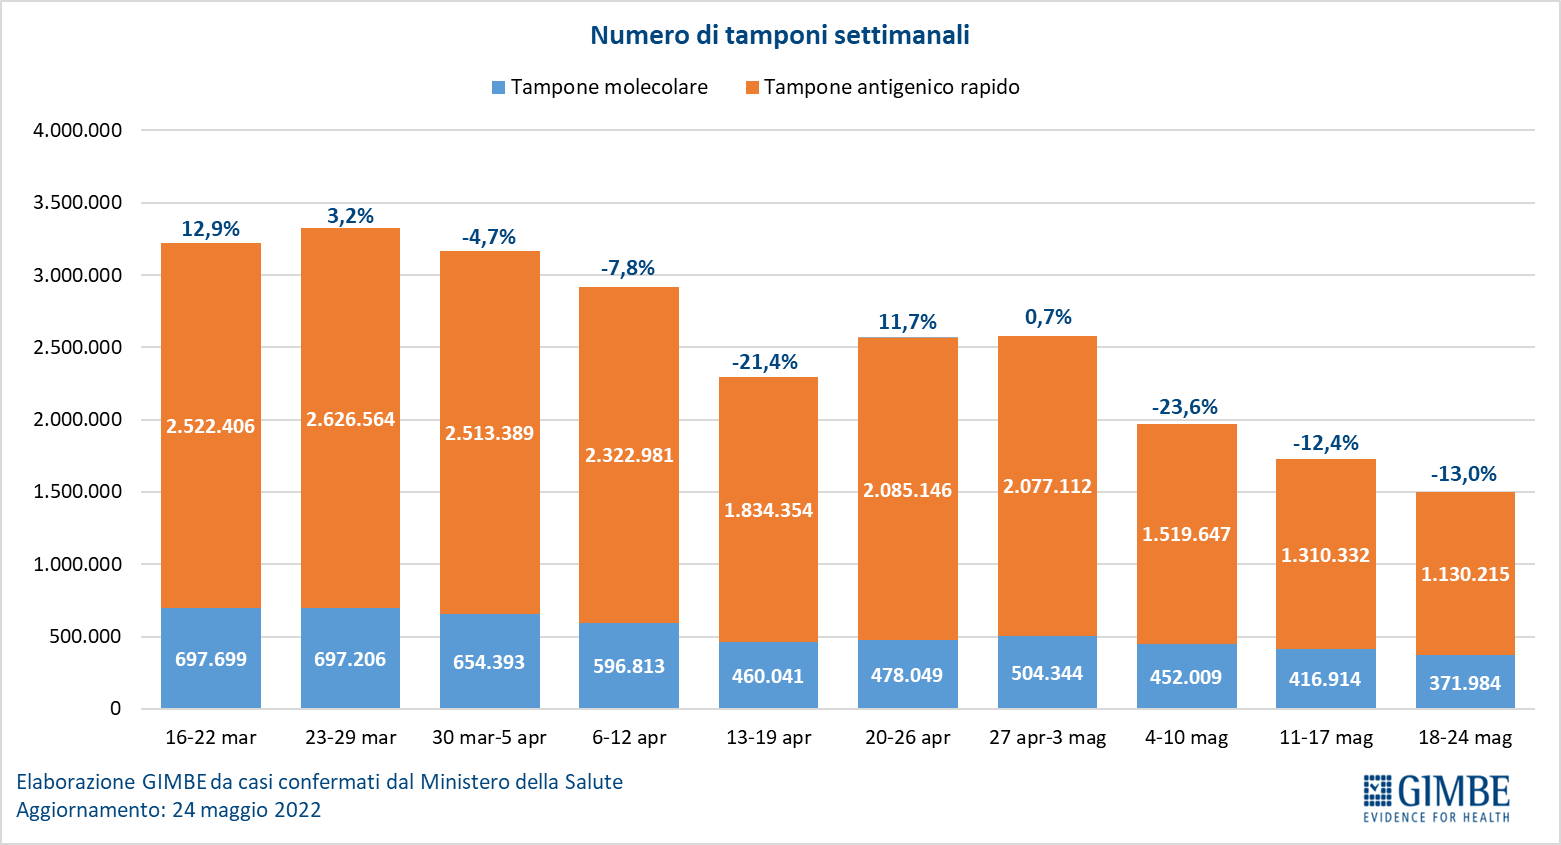 Numero di tamponi settimanali
Tampone molecolare Tampone antigenico rapido
4.000.000
3.500.000
3.000.000
2.500.000
2.000.000
1.500.000
1.000.000
500.000
0
12,9% 3,2% -4,7% -7,8% -21,4% 11,7% 0,7% -23,6% -12,4% -13,0%
2.522.406 2.626.564 2.513.389 2.322.981 1.834.354 2.085.146 2.077.112 1.519.647 1.310.332 1.130.215
697.699 697.206 654.393 596.813 460.041 478.049 504.344 452.009 416.914 371.984
16-22 mar 23-29 mar 30 mar-5 apr 6-12 apr 13-19 apr 20-26 apr 27 apr-3 mag 4-10 mag 11-17 mag 18-24 mag
Elaborazione GIMBE da casi confermati dal Ministero della Salute
Aggiornamento: 24 maggio 2022
GIMBE
EVIDENCE FOR HEALTH